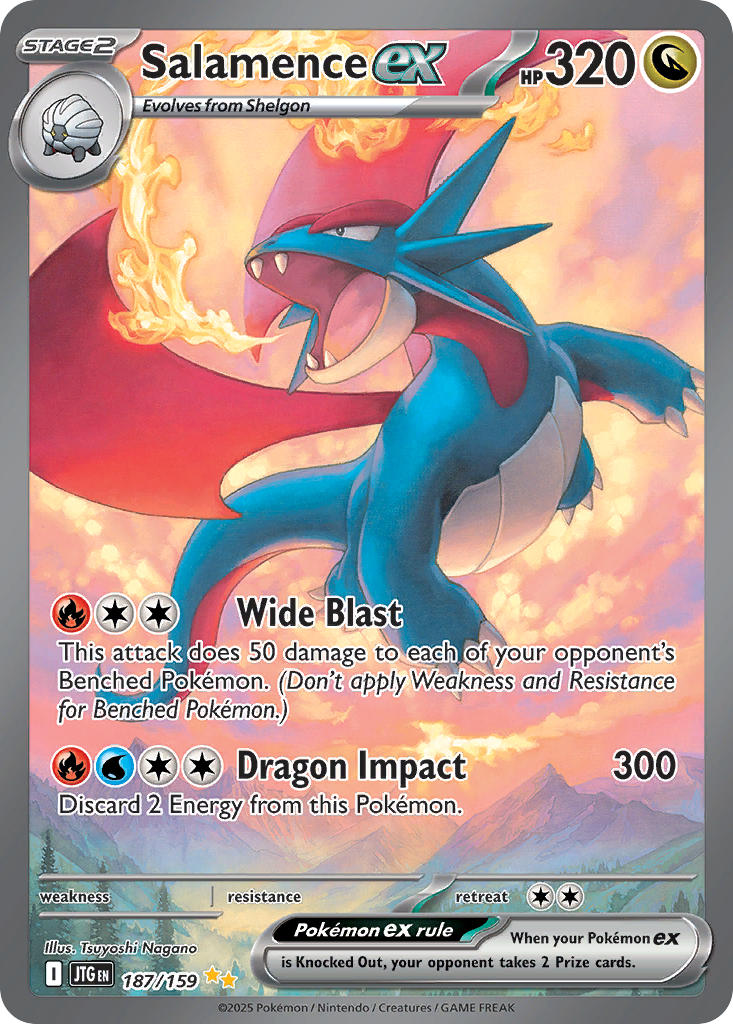 STAGE2
Salamence ex
HP 320
Evolves from Shelgon
Wide Blast
This attack does 50 damage to each of your opponent's
Benched Pokémon. (Don't apply Weakness and Resistance
for Benched Pokémon.)
Dragon Impact 300
Discard 2 Energy from this Pokémon.
weakness resistance retreat
Pokémon ex rule
When your Pokémon ex
is Knocked Out, your opponent takes 2 Prize cards.
Illus. Tsuyoshi Nagano
I JTG EN 187/159
©2025 Pokémon / Nintendo / Creatures / GAME FREAK